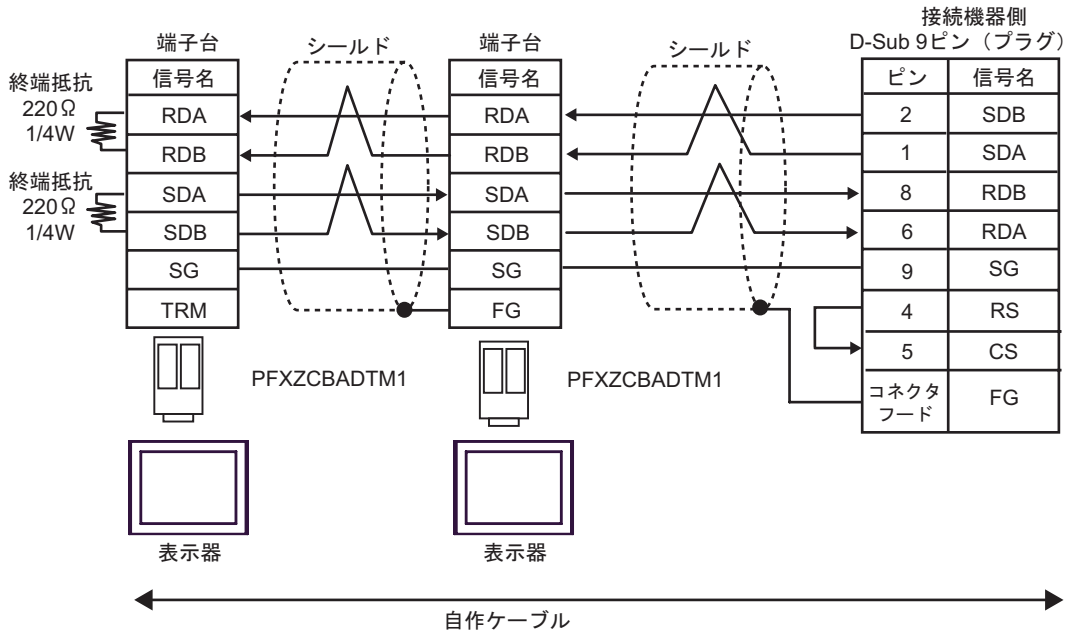 接続機器側
D-Sub 9ピン（プラグ）
端子台
シールド
端子台
シールド
終端抵抗
220Ω
1/4W
終端抵抗
220Ω
1/4W
信号名
RDA
RDB
SDA
SDB
SG
TRM
信号名
RDA
RDB
SDA
SDB
SG
FG
ピン 信号名
2 SDB
1 SDA
8 RDB
6 RDA
9 SG
4 RS
5 CS
コネクタ
フード
FG
PFXZCBADTM1
PFXZCBADTM1
表示器
表示器
自作ケーブル